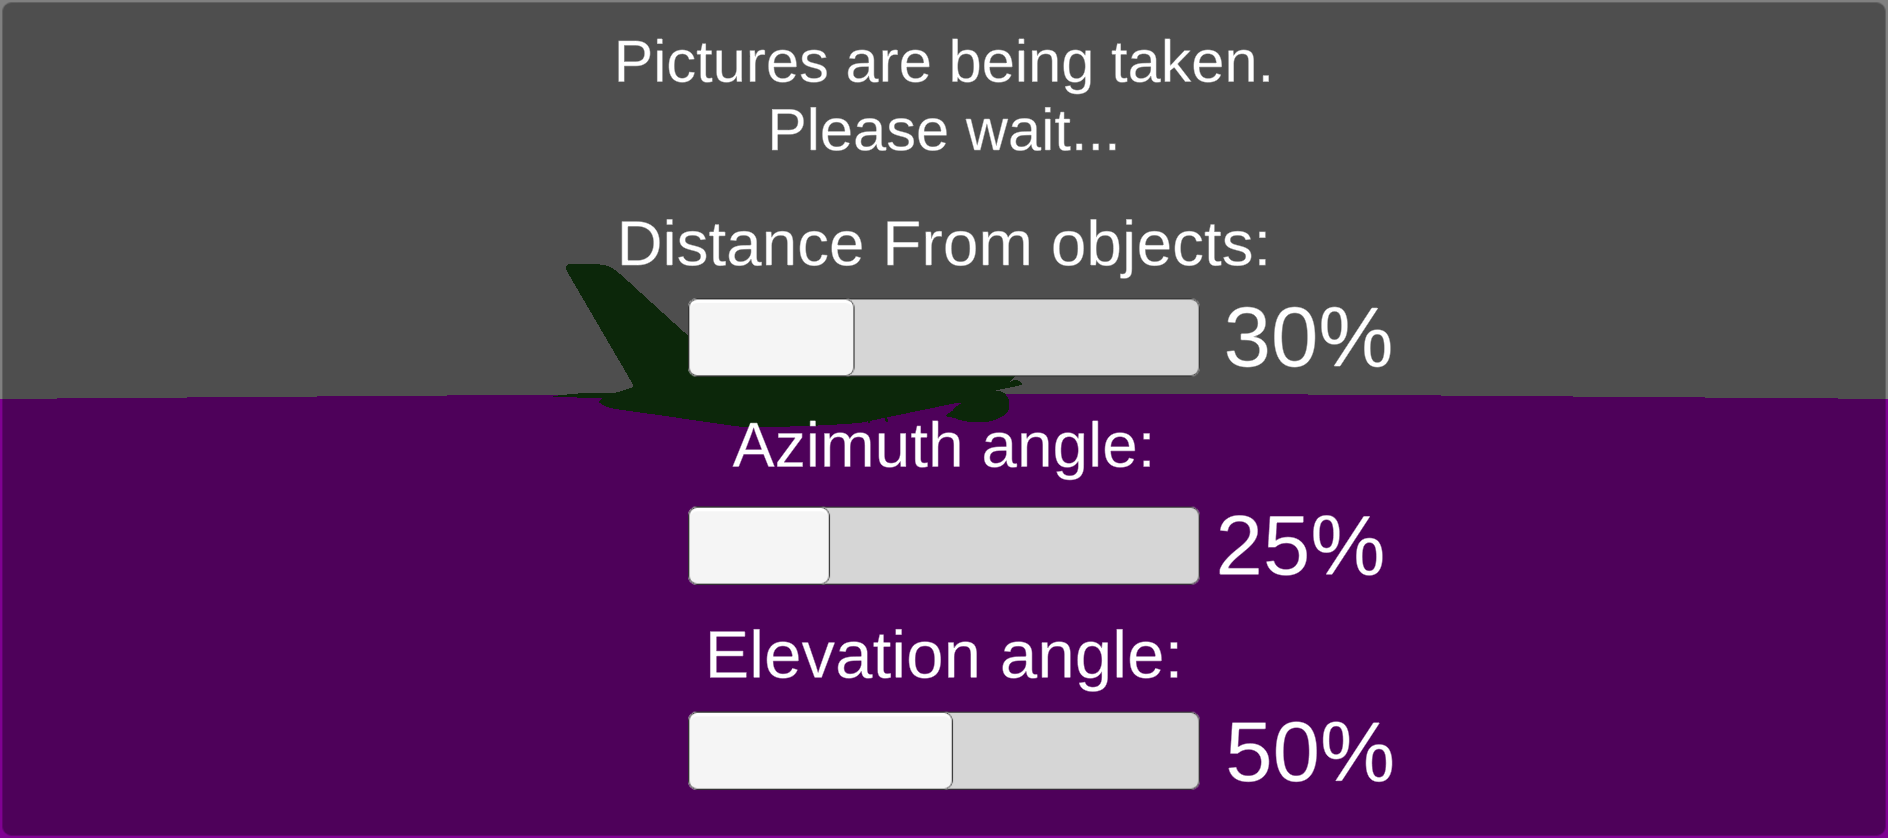 Pictures are being taken.
Please wait...
Distance From objects:
30%
Azimuth angle:
25%
Elevation angle:
50%